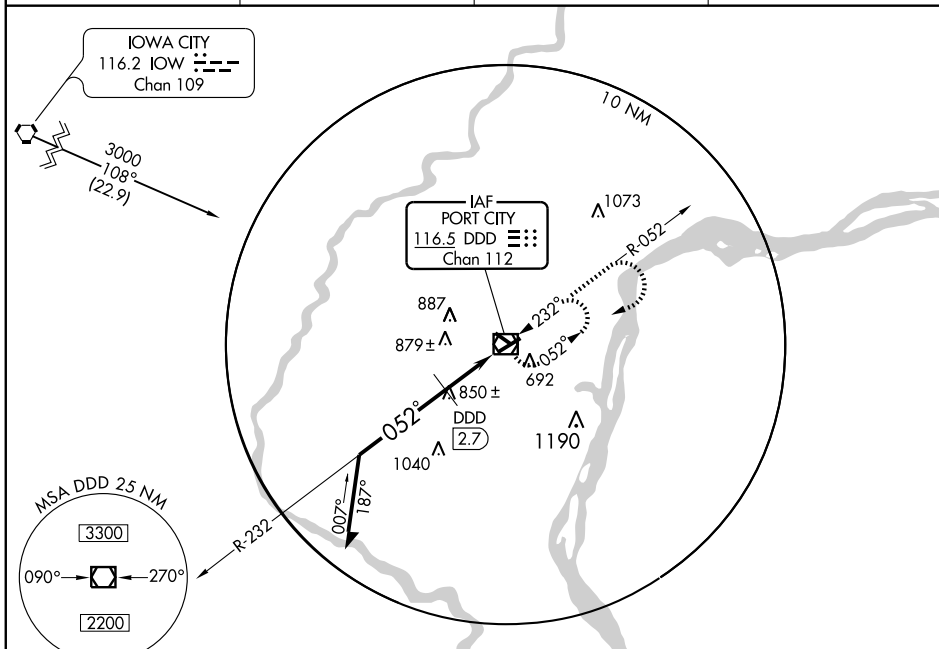 IOWA CITY
116.2 IOW
Chan 109
10 NM
3000
108°
(22.9)
IAF
PORT CITY
116.5 DDD
Chan 112
1073
R-052
887
879 ±
232°
052°
692
850 ±
052°
DDD
2.7
1190
1040
007°
187°
R-232
MSA DDD 25 NM
3300
090°
270°
2200